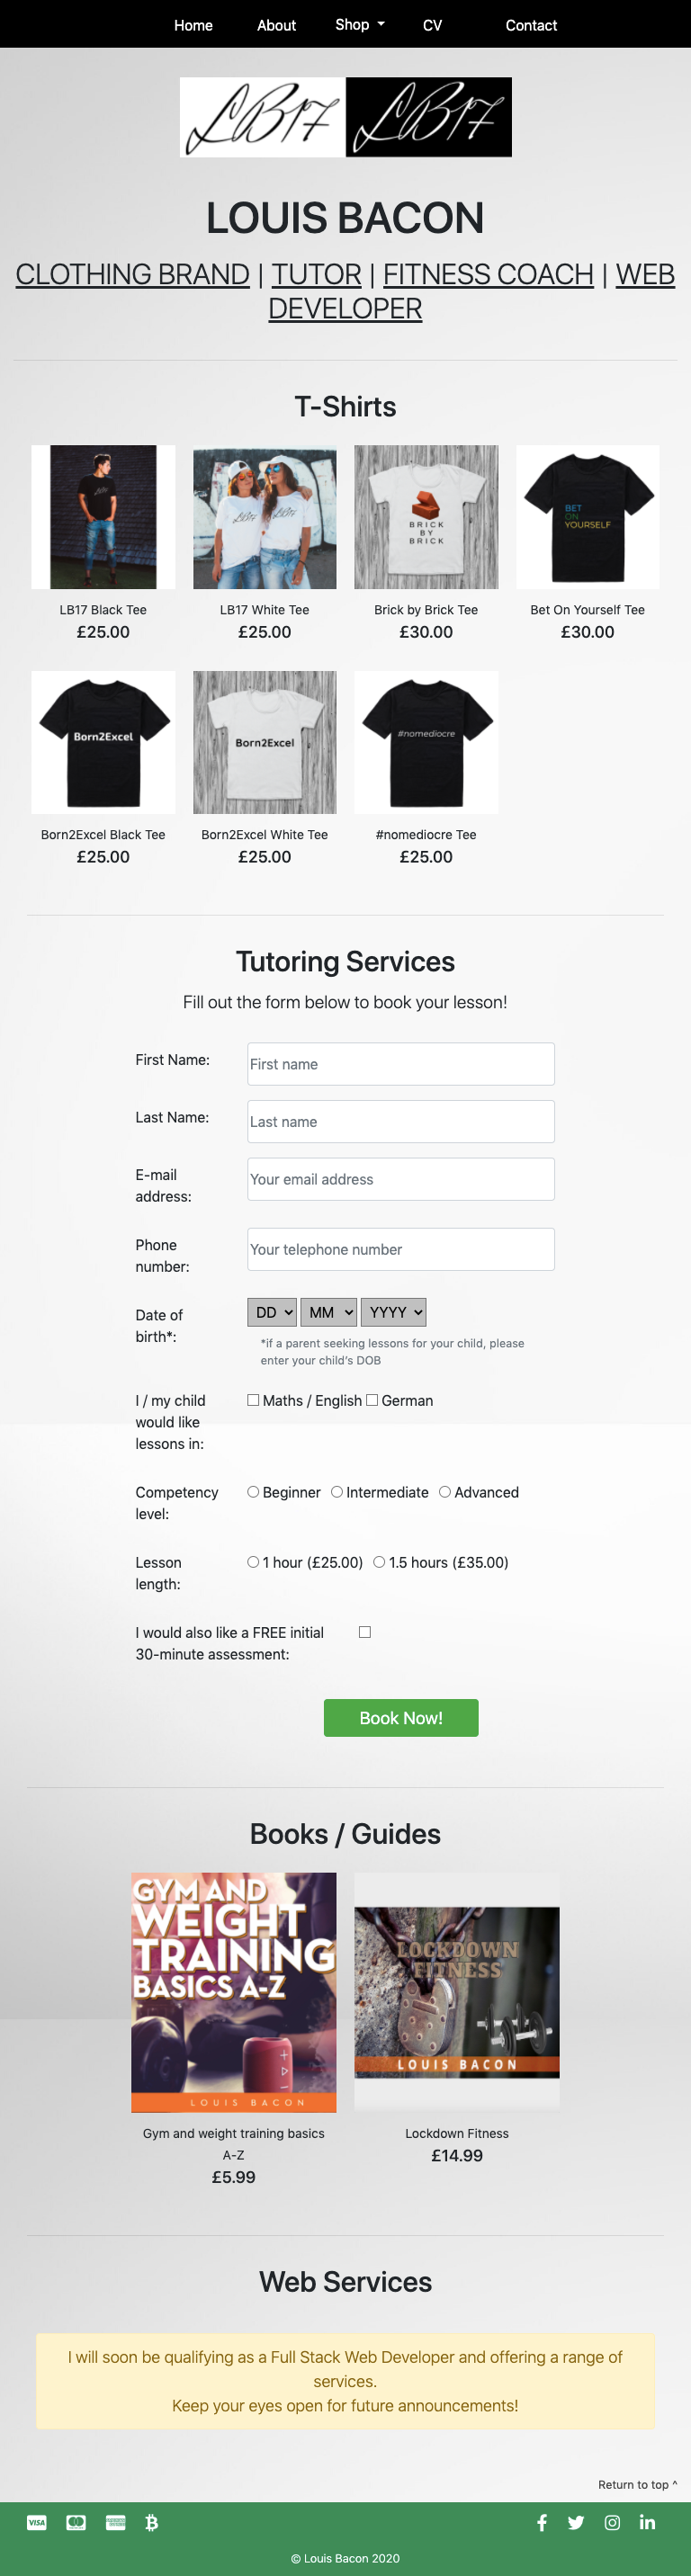 Home About Shop CV Contact
LB17 LB17
LOUIS BACON
CLOTHING BRAND | TUTOR | FITNESS COACH | WEB
DEVELOPER
T-Shirts
LB17
LB17 LB17
BRICK
BY
BRICK
BET
ON
YOURSELF
LB17 Black Tee
£25.00
LB17 White Tee
£25.00
Brick by Brick Tee
£30.00
Bet On Yourself Tee
£30.00
Born2Excel
Born2Excel
#nomediocre
Born2Excel Black Tee
£25.00
Born2Excel White Tee
£25.00
#nomediocre Tee
£25.00
Tutoring Services
Fill out the form below to book your lesson!
First Name:
First name
Last Name:
Last name
E-mail
address:
Your email address
Phone
number:
Your telephone number
Date of
birth*:
DD MM YYYY
*if a parent seeking lessons for your child, please
enter your child's DOB
I / my child
would like
lessons in:
Maths / English German
Competency
level:
Beginner Intermediate Advanced
Lesson
length:
1 hour (£25.00) 1.5 hours (£35.00)
I would also like a FREE initial
30-minute assessment:
Book Now!
Books / Guides
GYM AND
WEIGHT
TRAINING
BASICS A-Z
LOUIS BACON
LOCKDOWN
FITNESS
LOUIS BACON
Gym and weight training basics
A-Z
£5.99
Lockdown Fitness
£14.99
Web Services
I will soon be qualifying as a Full Stack Web Developer and offering a range of
services.
Keep your eyes open for future announcements!
Return to top ^
VISA
© Louis Bacon 2020